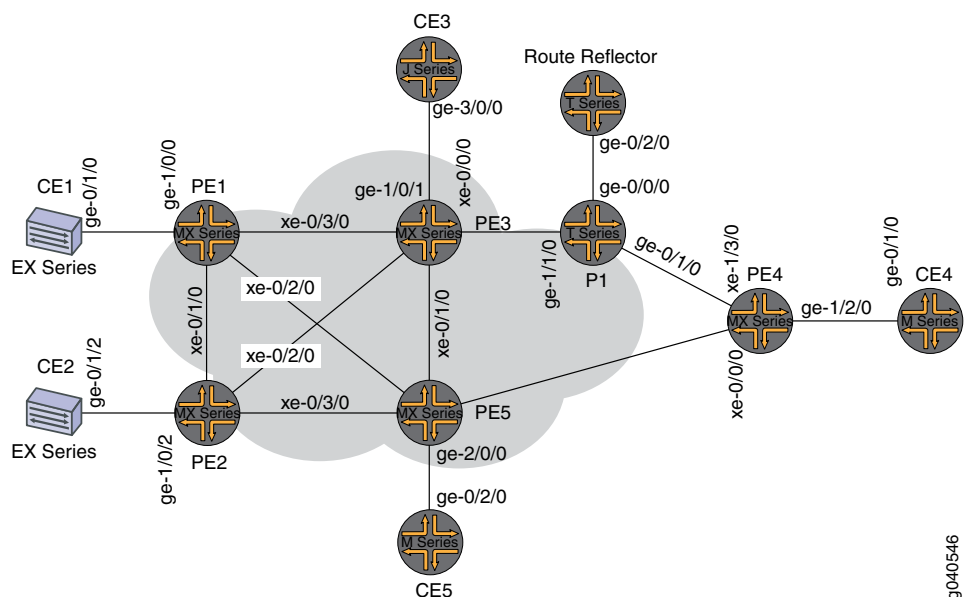 CE3
J Series
ge-3/0/0
Route Reflector
T Series
ge-0/2/0
ge-0/0/0
CE1
ge-0/1/0
EX Series
ge-1/0/0
PE1
MX Series
xe-0/3/0
ge-1/0/1
xe-0/0/0
MX Series
PE3
ge-1/1/0
T Series
P1
ge-0/1/0
xe-1/3/0
PE4
MX Series
xe-0/0/0
ge-1/2/0
ge-0/1/0
CE4
M Series
xe-0/2/0
xe-0/1/0
xe-0/2/0
xe-0/1/0
CE2
ge-0/1/2
EX Series
ge-1/0/2
MX Series
PE2
xe-0/3/0
MX Series
PE5
ge-2/0/0
ge-0/2/0
M Series
CE5
g040546